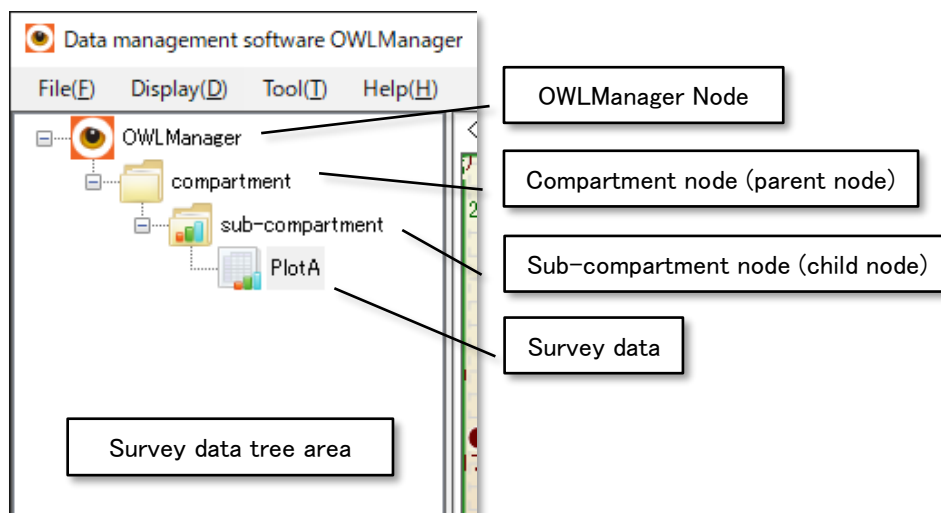 Data management software OWLManager
File(F) Display(D) Tool(T) Help(H)
OWLManager
compartment
sub-compartment
PlotA
OWLManager Node
Compartment node (parent node)
Sub-compartment node (child node)
Survey data
Survey data tree area
2